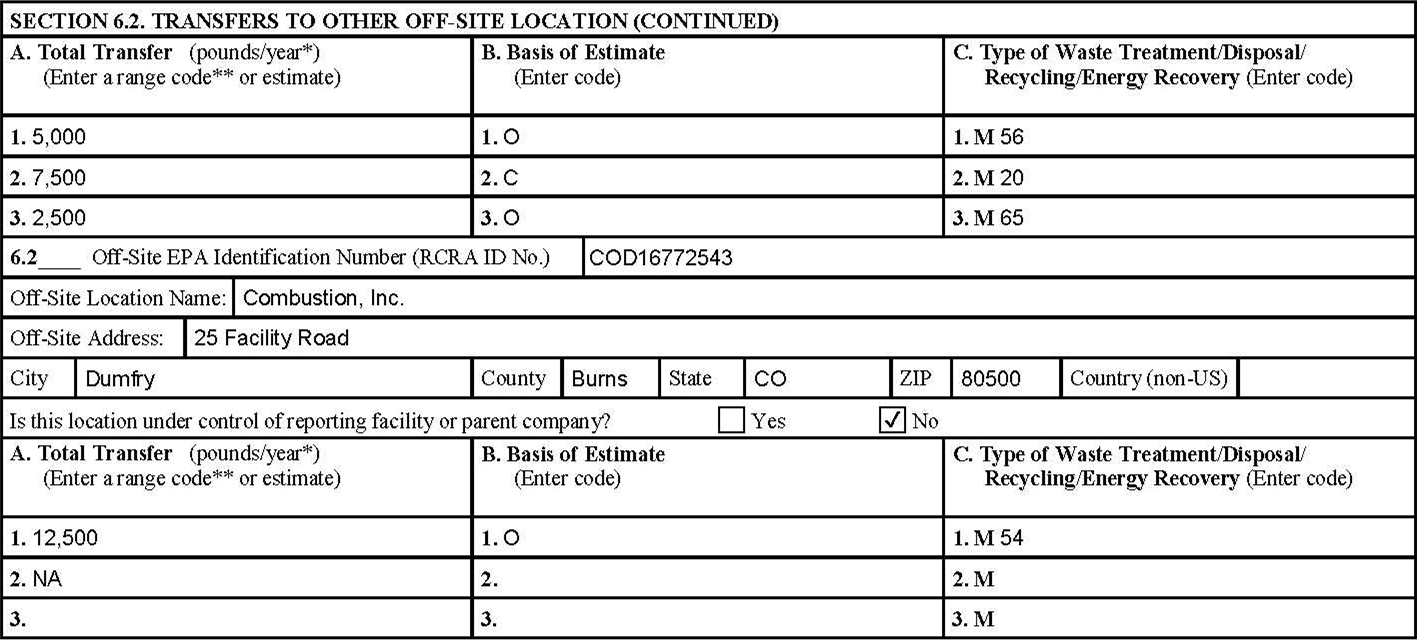 SECTION 6.2. TRANSFERS TO OTHER OFF-SITE LOCATION (CONTINUED)
A. Total Transfer (pounds/year*) B. Basis of Estimate C. Type of Waste Treatment/Disposal/
(Enter a range code** or estimate) (Enter code) Recycling/Energy Recovery (Enter code)
1. 5,000 1. O 1. M 56
2. 7,500 2. C 2. M 20
3. 2,500 3. O 3. M 65
6.2____ Off-Site EPA Identification Number (RCRA ID No.) COD16772543
Off-Site Location Name: Combustion, Inc.
Off-Site Address: 25 Facility Road
City Dumfry County Burns State CO ZIP 80500 Country (non-US)
Is this location under control of reporting facility or parent company? Yes ✓ No
A. Total Transfer (pounds/year*) B. Basis of Estimate C. Type of Waste Treatment/Disposal/
(Enter a range code** or estimate) (Enter code) Recycling/Energy Recovery (Enter code)
1. 12,500 1. O 1. M 54
2. NA 2. 2. M
3. 3. 3. M